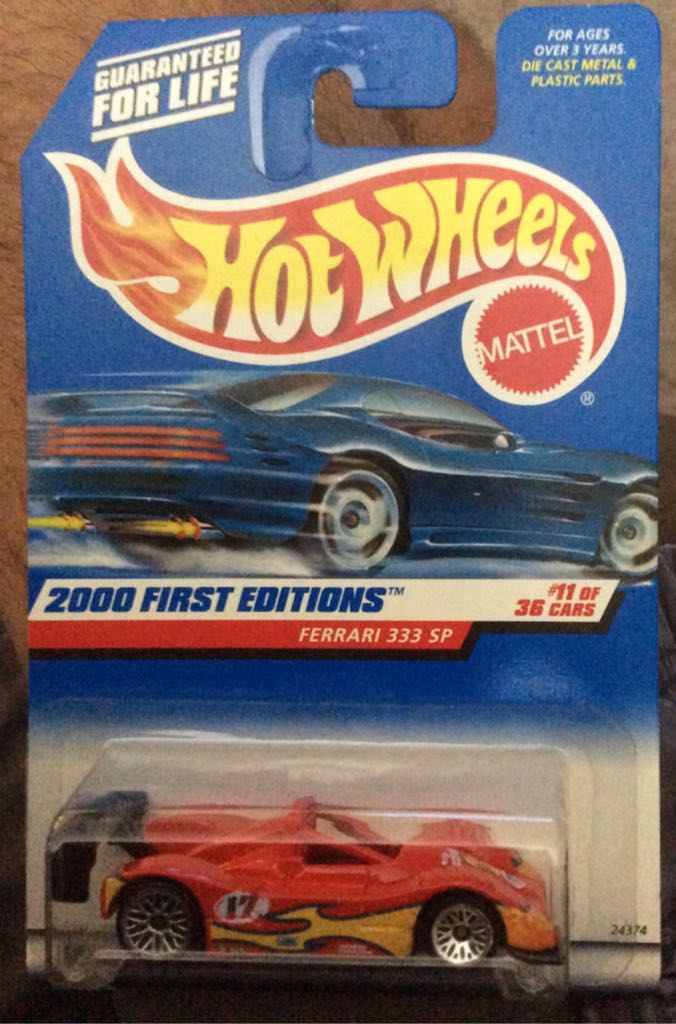 GUARANTEED
FOR LIFE
FOR AGES
OVER 3 YEARS.
DIE CAST METAL &
PLASTIC PARTS.
HOT WHEELS
MATTEL
®
2000 FIRST EDITIONS™
#11 OF
36 CARS
FERRARI 333 SP
17
24374